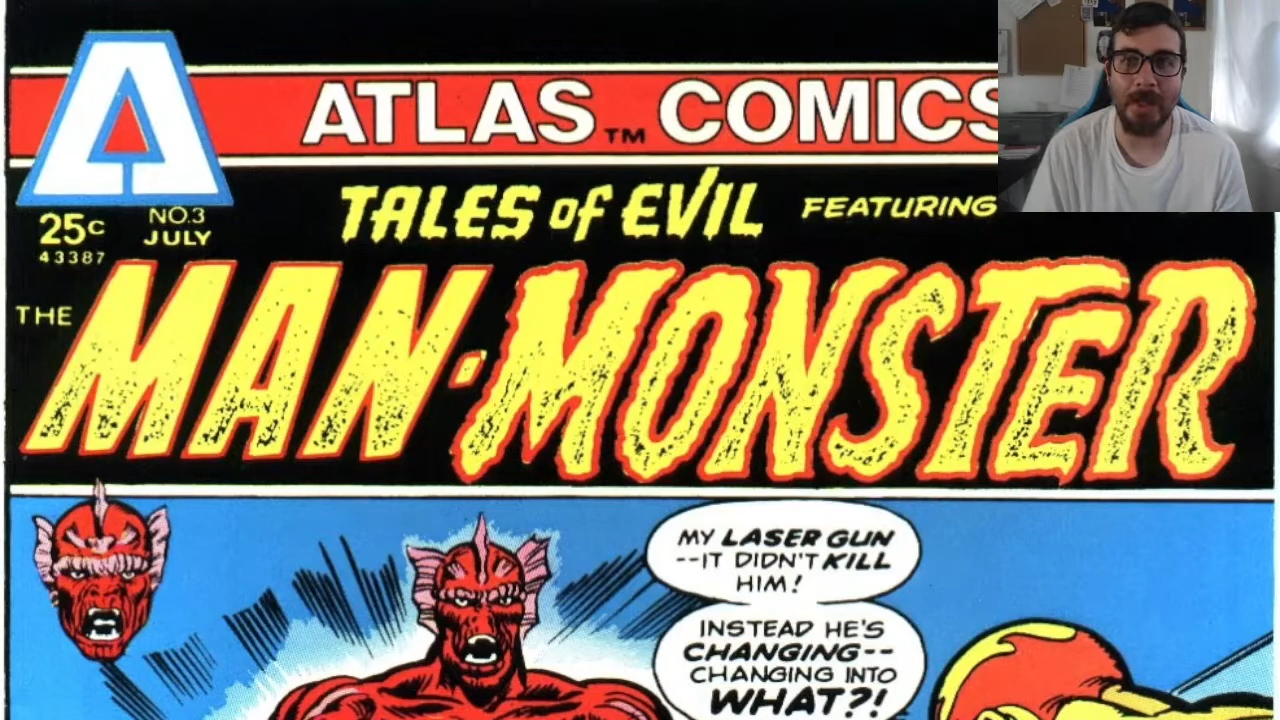 ATLAS TM COMICS
TALES of EVIL FEATURING
25c
NO.3
JULY
43387
THE MAN-MONSTER
MY LASER GUN
--IT DIDN'T KILL
HIM!
INSTEAD HE'S
CHANGING--
CHANGING INTO
WHAT?!